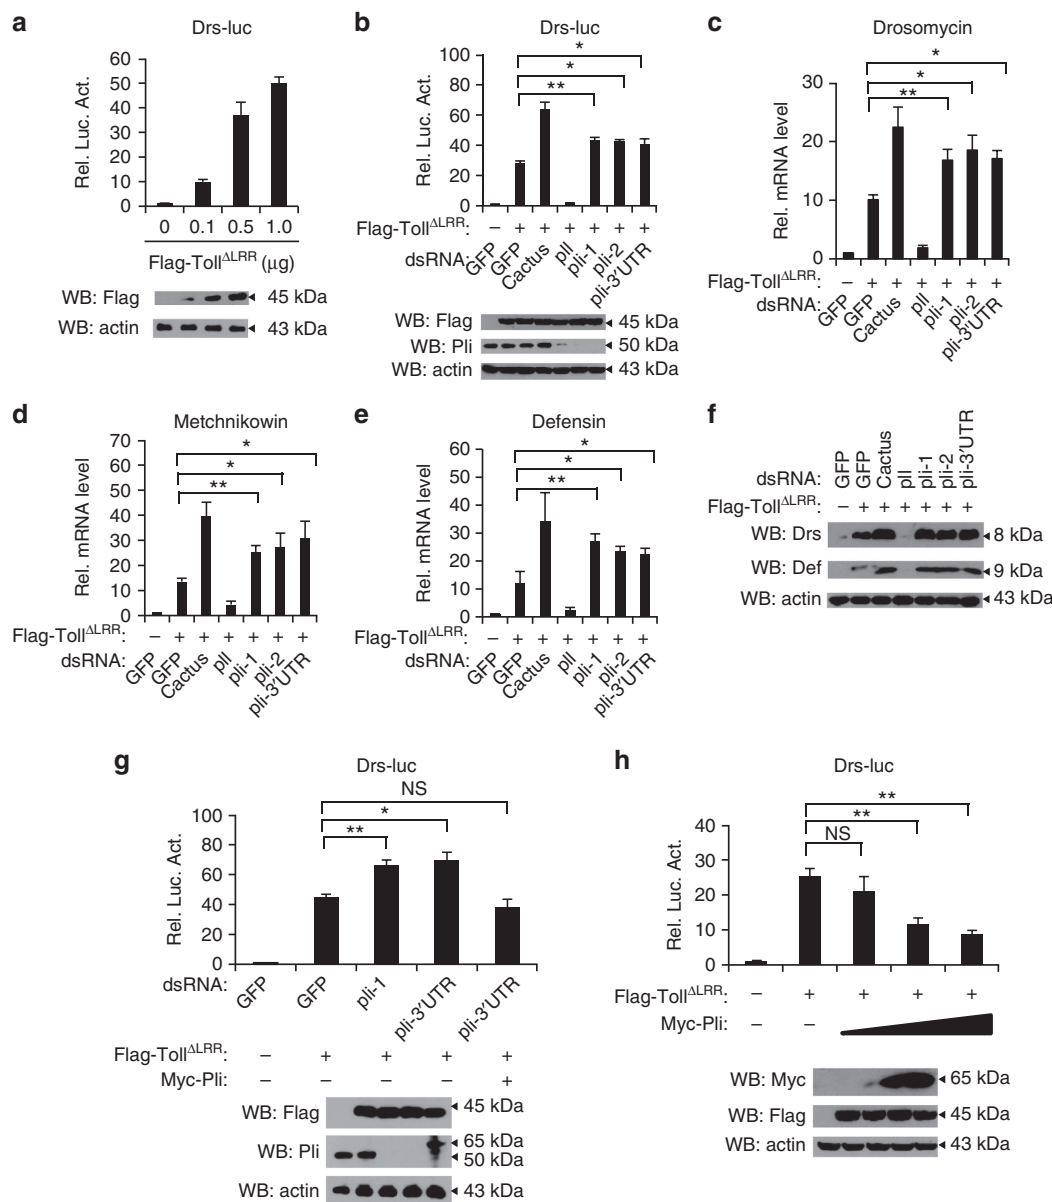 a
Drs-luc
Rel. Luc. Act.
60
50
40
30
20
10
0
0 0.1 0.5 1.0
Flag-Toll^ΔLRR (μg)
WB: Flag 45 kDa
WB: actin 43 kDa
b
Drs-luc
Rel. Luc. Act.
100
80
60
40
20
0
*
*
**
Flag-Toll^ΔLRR: – + + + + + +
dsRNA: GFP GFP Cactus pll pli-1 pli-2 pli-3′UTR
WB: Flag 45 kDa
WB: Pli 50 kDa
WB: actin 43 kDa
c
Drosomycin
Rel. mRNA level
30
20
10
0
*
*
**
Flag-Toll^ΔLRR: – + + + + + +
dsRNA: GFP GFP Cactus pll pli-1 pli-2 pli-3′UTR
d
Metchnikowin
Rel. mRNA level
70
60
50
40
30
20
10
0
*
*
**
Flag-Toll^ΔLRR: – + + + + + +
dsRNA: GFP GFP Cactus pll pli-1 pli-2 pli-3′UTR
e
Defensin
Rel. mRNA level
60
50
40
30
20
10
0
*
*
**
Flag-Toll^ΔLRR: – + + + + + +
dsRNA: GFP GFP Cactus pll pli-1 pli-2 pli-3′UTR
f
dsRNA: GFP GFP Cactus pll pli-1 pli-2 pli-3′UTR
Flag-Toll^ΔLRR: – + + + + + +
WB: Drs 8 kDa
WB: Def 9 kDa
WB: actin 43 kDa
g
Drs-luc
Rel. Luc. Act.
100
80
60
40
20
0
NS
*
**
dsRNA: GFP GFP pli-1 pli-3′UTR pli-3′UTR
Flag-Toll^ΔLRR: – + + + +
Myc-Pli: – – – – +
WB: Flag 45 kDa
WB: Pli 65 kDa
50 kDa
WB: actin 43 kDa
h
Drs-luc
Rel. Luc. Act.
40
30
20
10
0
**
**
NS
Flag-Toll^ΔLRR: – + + + +
Myc-Pli: – –
WB: Myc 65 kDa
WB: Flag 45 kDa
WB: actin 43 kDa